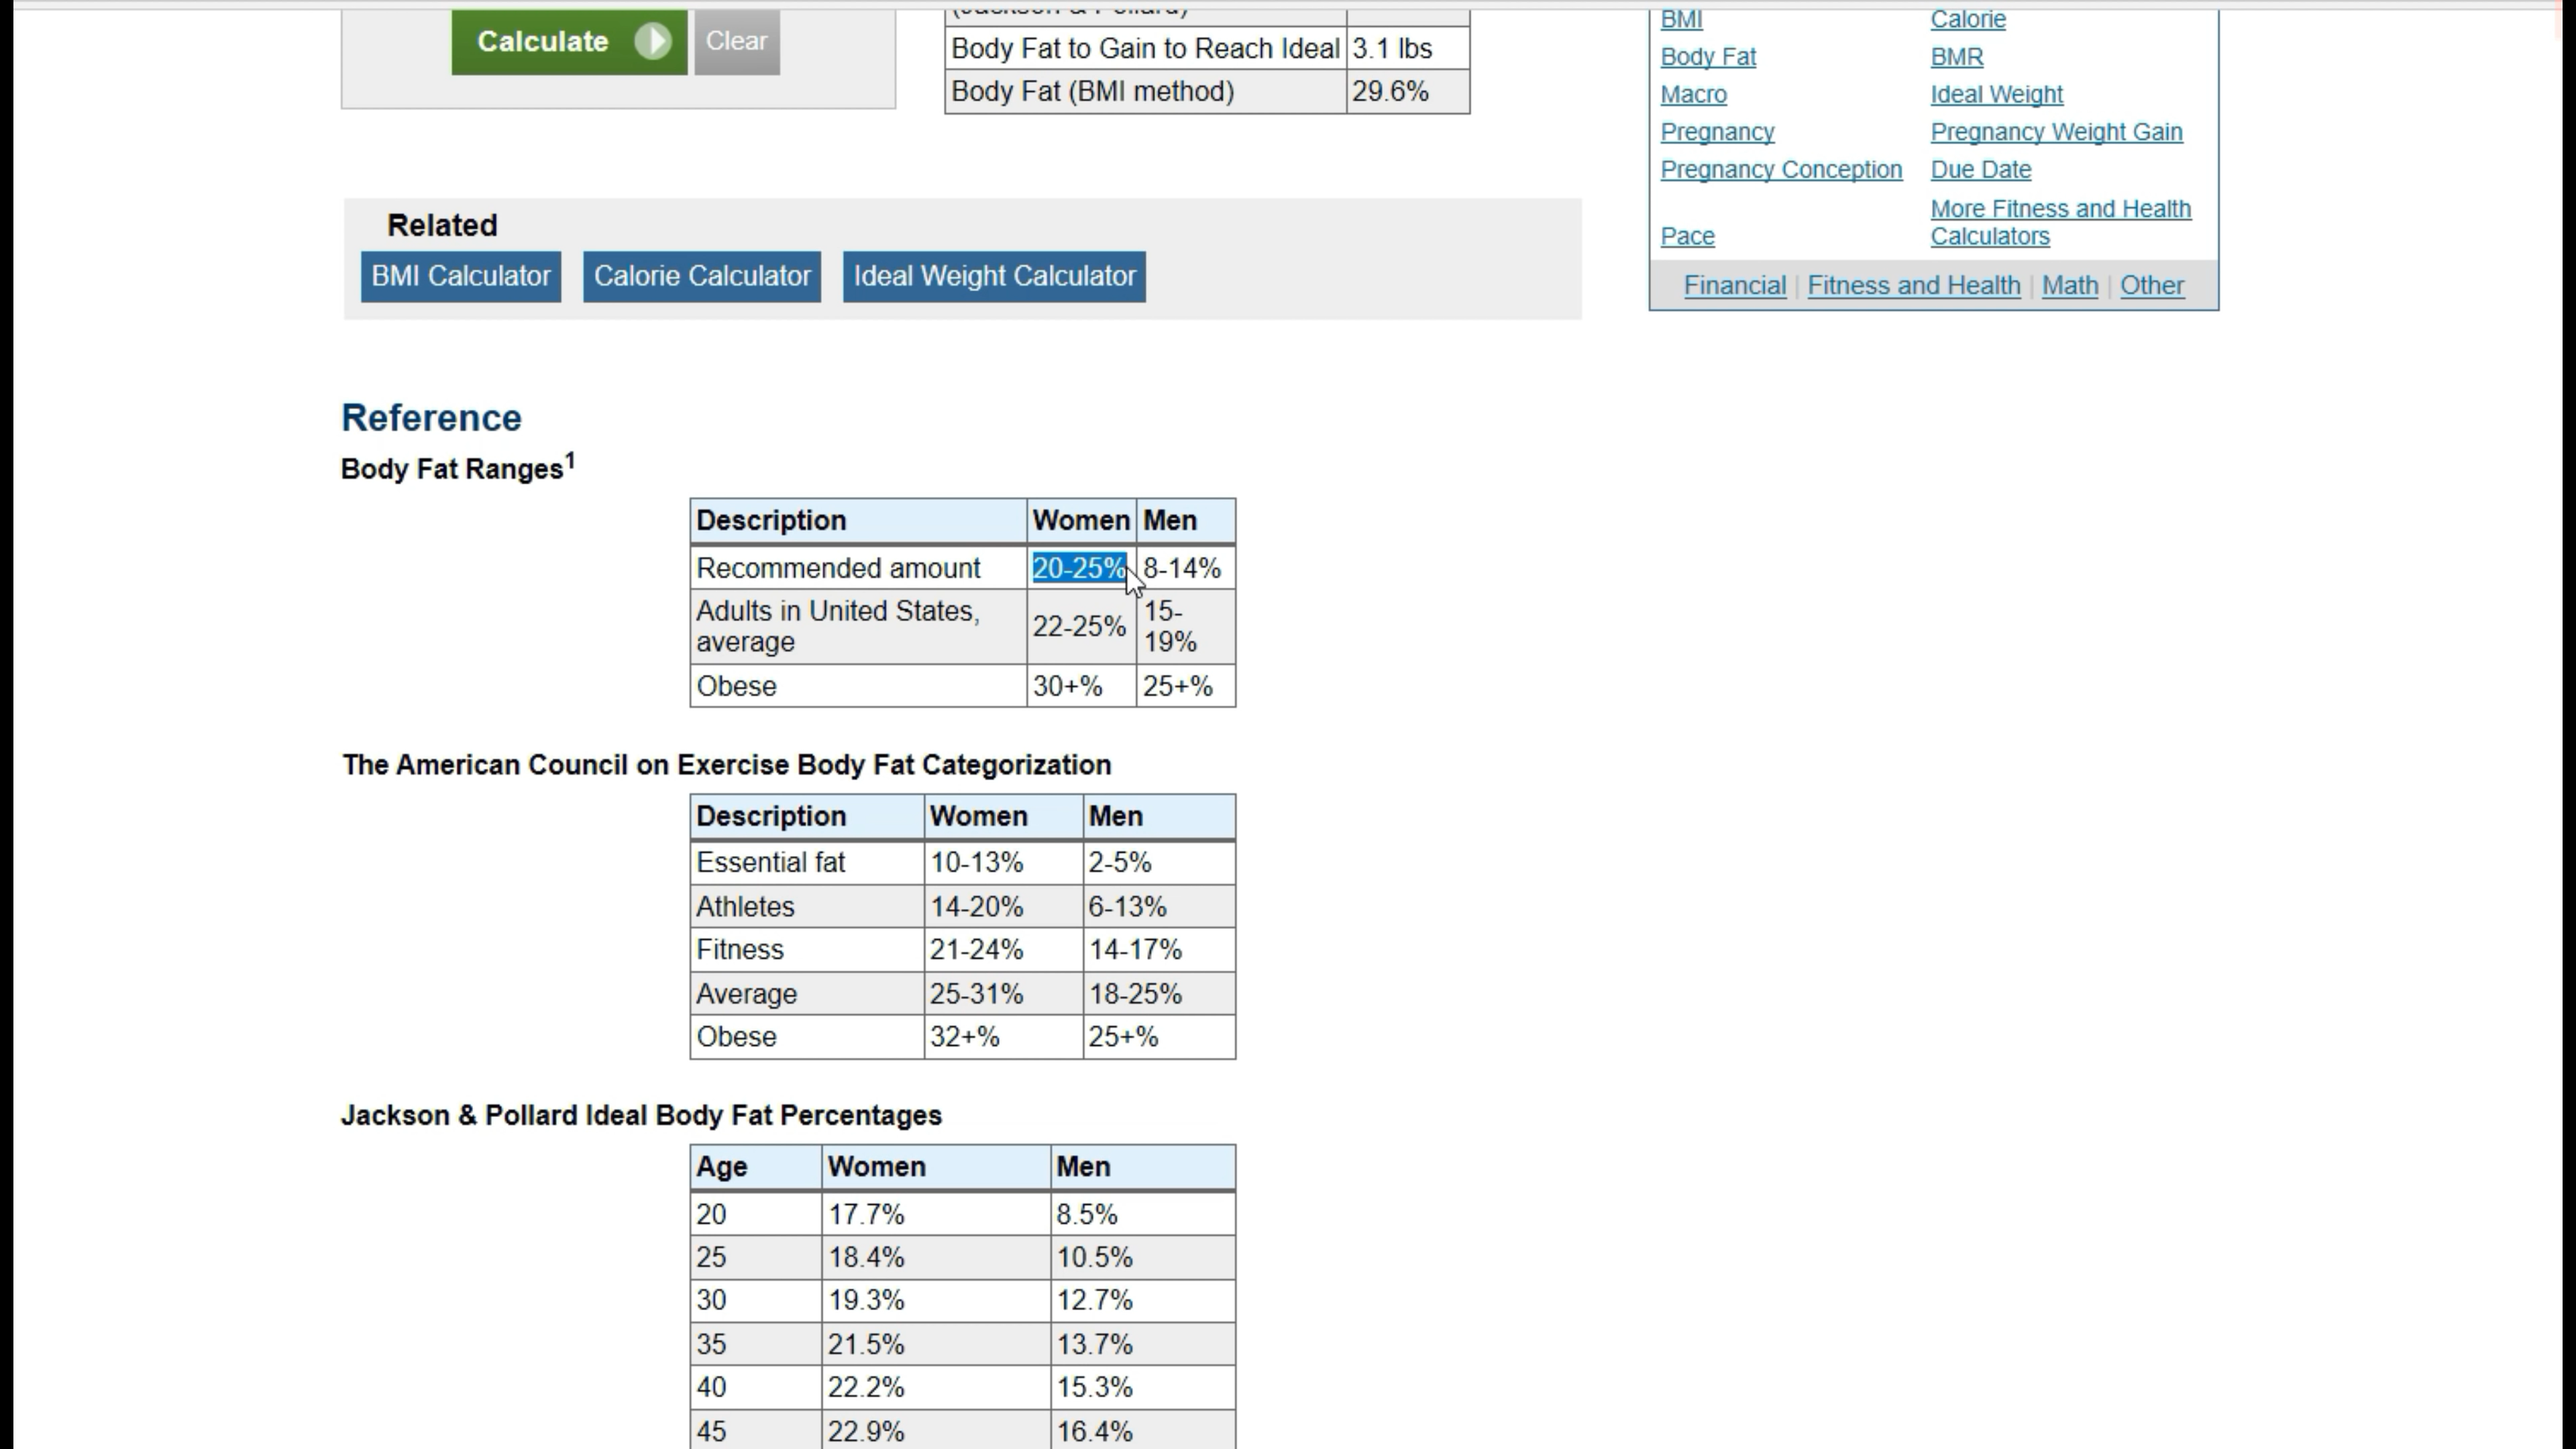 Calculate
Clear
(Jackson & Pollard)
Body Fat to Gain to Reach Ideal 3.1 lbs
Body Fat (BMI method) 29.6%
BMI Calorie
Body Fat BMR
Macro Ideal Weight
Pregnancy Pregnancy Weight Gain
Pregnancy Conception Due Date
Pace More Fitness and Health
Calculators
Financial | Fitness and Health | Math | Other
Related
BMI Calculator Calorie Calculator Ideal Weight Calculator
Reference
Body Fat Ranges1
Description Women Men
Recommended amount 20-25% 8-14%
Adults in United States, 22-25% 15-
average 19%
Obese 30+% 25+%
The American Council on Exercise Body Fat Categorization
Description Women Men
Essential fat 10-13% 2-5%
Athletes 14-20% 6-13%
Fitness 21-24% 14-17%
Average 25-31% 18-25%
Obese 32+% 25+%
Jackson & Pollard Ideal Body Fat Percentages
Age Women Men
20 17.7% 8.5%
25 18.4% 10.5%
30 19.3% 12.7%
35 21.5% 13.7%
40 22.2% 15.3%
45 22.9% 16.4%